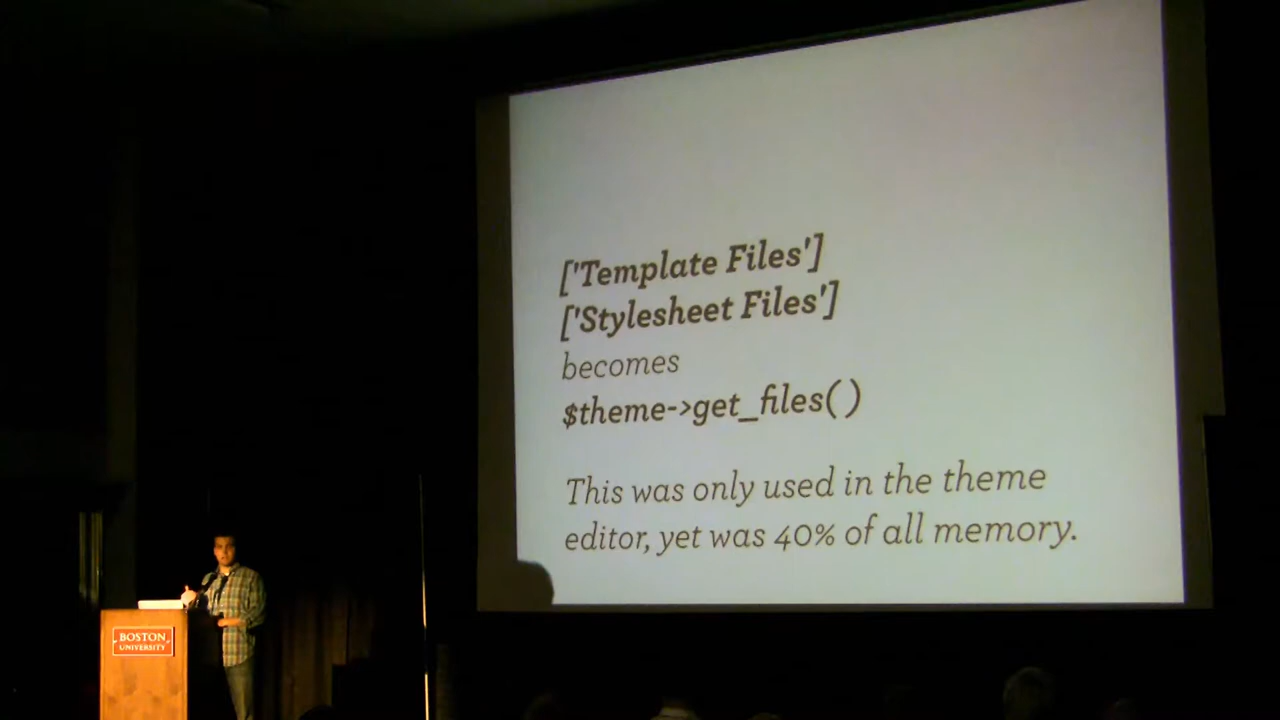 ['Template Files']
['Stylesheet Files']
becomes
$theme->get_files( )
This was only used in the theme
editor, yet was 40% of all memory.
BOSTON
UNIVERSITY